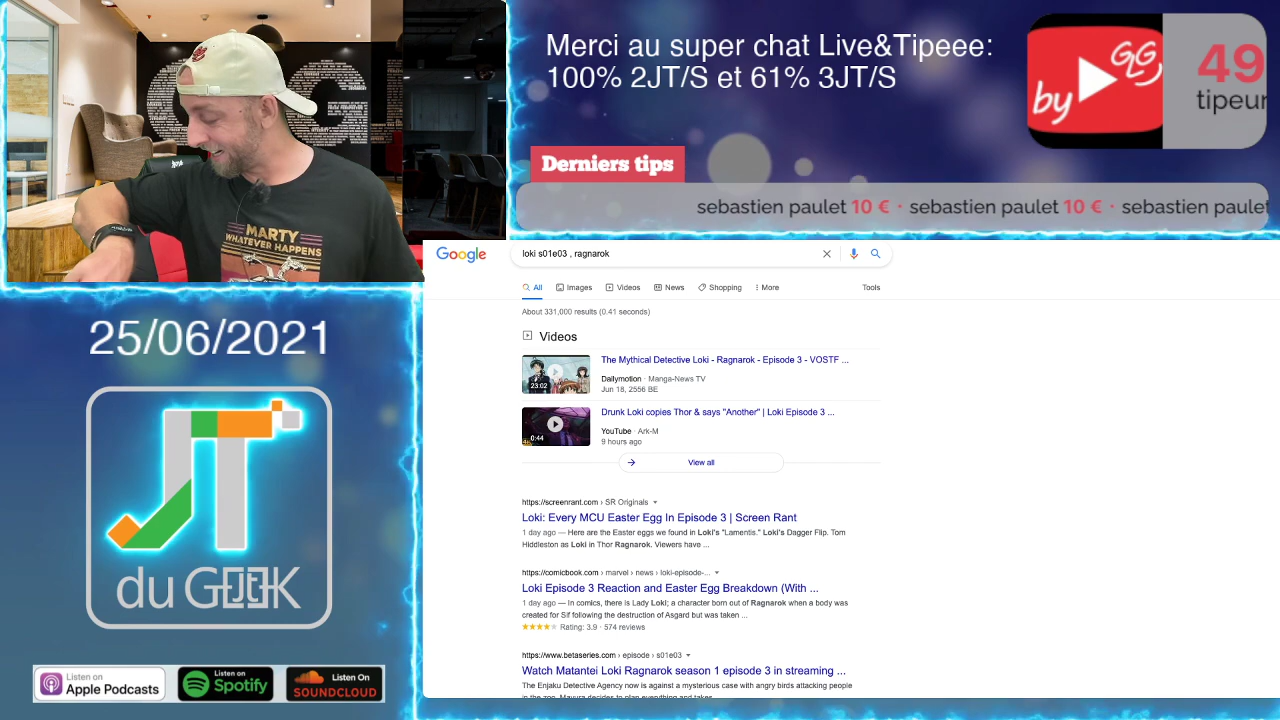 Merci au super chat Live&Tipeee:
100% 2JT/S et 61% 3JT/S
by GG
49
tipeur
Derniers tips
sebastien paulet 10 € · sebastien paulet 10 € · sebastien paulet
MARTY
WHATEVER HAPPENS
25/06/2021
JT
du GEEK
Listen on
Apple Podcasts
Listen on
Spotify
Listen On
SOUNDCLOUD
Google
loki s01e03 , ragnarok
All Images Videos News Shopping More Tools
About 331,000 results (0.41 seconds)
Videos
23:02
The Mythical Detective Loki - Ragnarok - Episode 3 - VOSTF ...
Dailymotion · Manga-News TV
Jun 18, 2556 BE
0:44
Drunk Loki copies Thor & says "Another" | Loki Episode 3 ...
YouTube · Ark-M
9 hours ago
View all
https://screenrant.com › SR Originals
Loki: Every MCU Easter Egg In Episode 3 | Screen Rant
1 day ago — Here are the Easter eggs we found in Loki's "Lamentis." Loki's Dagger Flip. Tom
Hiddleston as Loki in Thor Ragnarok. Viewers have ...
https://comicbook.com › marvel › news › loki-episode-...
Loki Episode 3 Reaction and Easter Egg Breakdown (With ...
1 day ago — In comics, there is Lady Loki; a character born out of Ragnarok when a body was
created for Sif following the destruction of Asgard but was taken ...
Rating: 3.9 · 574 reviews
https://www.betaseries.com › episode › s01e03
Watch Matantei Loki Ragnarok season 1 episode 3 in streaming ...
The Enjaku Detective Agency now is against a mysterious case with angry birds attacking people
in the zoo. Mayura decides to plan everything and takes